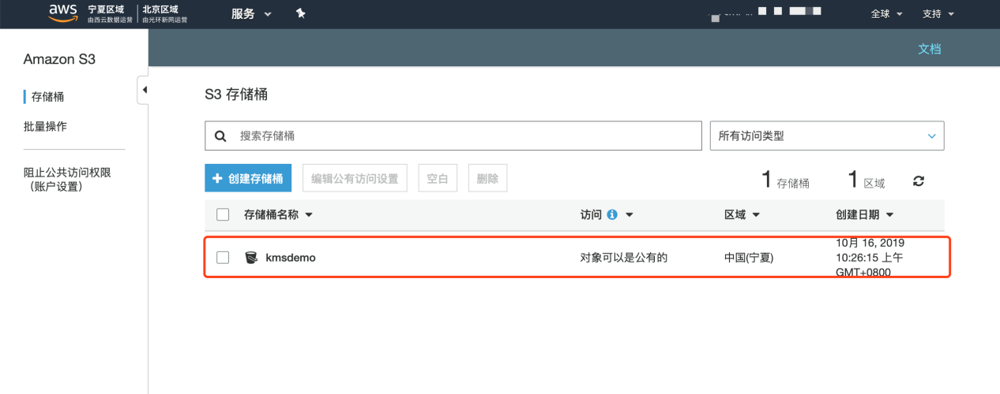 aws 宁夏区域 北京区域 服务 全球 支持
由西云数据运营 由光环新网运营
Amazon S3
文档
存储桶
批量操作
阻止公共访问权限
（账户设置）
S3 存储桶
搜索存储桶 所有访问类型
创建存储桶 编辑公有访问设置 空白 删除 1 存储桶 1 区域
存储桶名称 访问 区域 创建日期
kmsdemo 对象可以是公有的 中国(宁夏) 10月 16, 2019
10:26:15 上午
GMT+0800